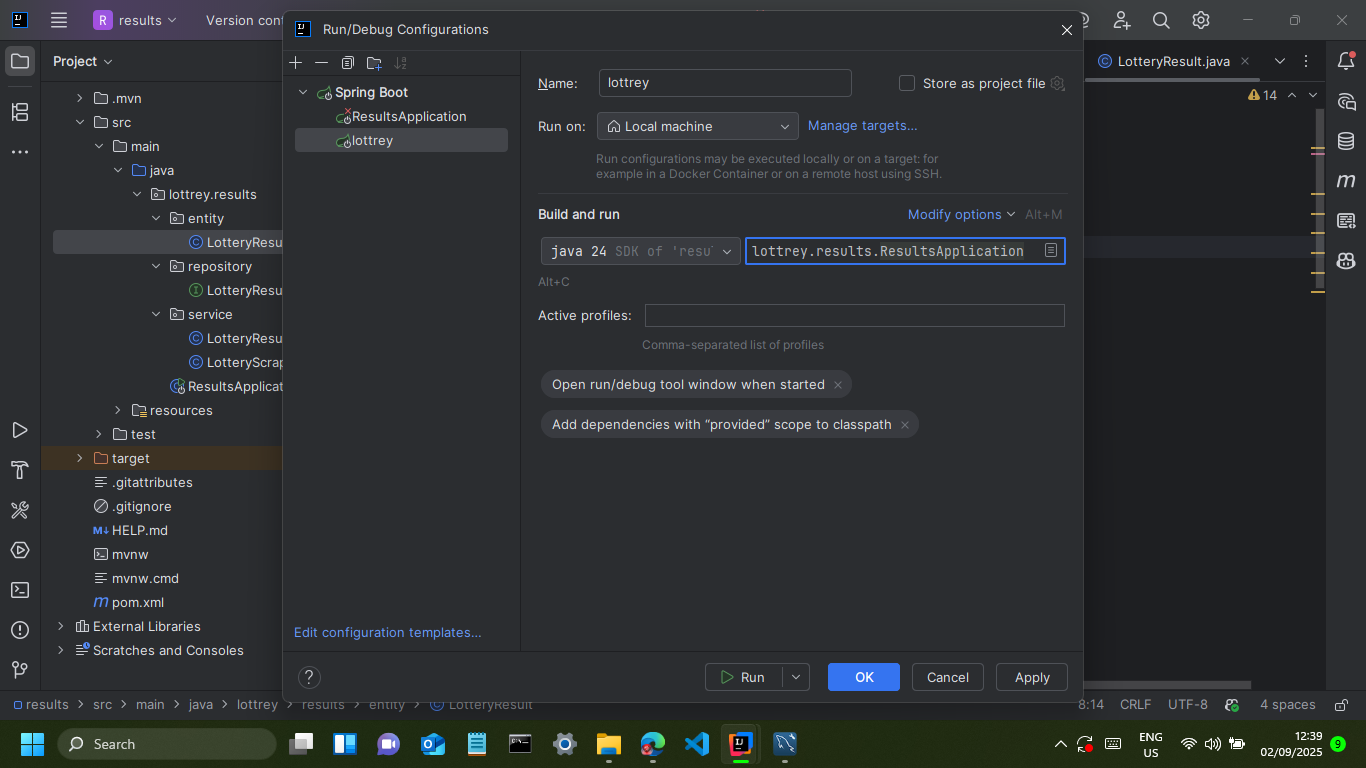 R results Version cont
Run/Debug Configurations
Project
LotteryResult.java
14
.mvn
src
main
java
lottrey.results
entity
LotteryResu
repository
LotteryResu
service
LotteryResu
LotteryScrap
ResultsApplicat
resources
test
target
.gitattributes
.gitignore
M↓ HELP.md
mvnw
mvnw.cmd
m pom.xml
External Libraries
Scratches and Consoles
Spring Boot
ResultsApplication
lottrey
Edit configuration templates...
Name: lottrey Store as project file
Run on: Local machine Manage targets...
Run configurations may be executed locally or on a target: for
example in a Docker Container or on a remote host using SSH.
Build and run Modify options Alt+M
java 24 SDK of 'resul lottrey.results.ResultsApplication
Alt+C
Active profiles:
Comma-separated list of profiles
Open run/debug tool window when started
Add dependencies with “provided” scope to classpath
? Run OK Cancel Apply
results > src > main > java > lottrey > results > entity > LotteryResult
8:14 CRLF UTF-8 4 spaces
Search
ENG
US
12:39
02/09/2025
9